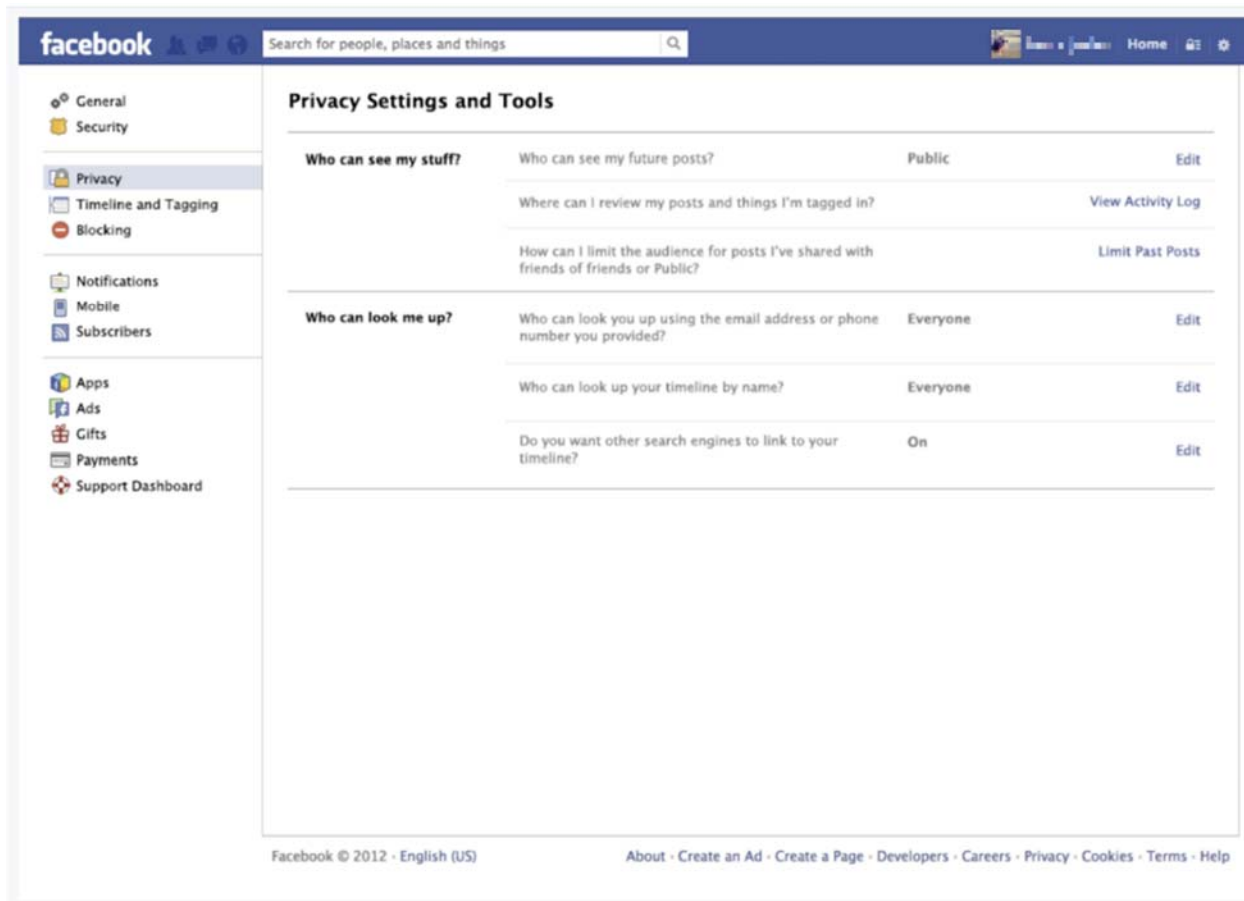 facebook
Search for people, places and things
Home
General
Security
Privacy
Timeline and Tagging
Blocking
Notifications
Mobile
Subscribers
Apps
Ads
Gifts
Payments
Support Dashboard
Privacy Settings and Tools
Who can see my stuff?
Who can see my future posts? Public Edit
Where can I review my posts and things I'm tagged in? View Activity Log
How can I limit the audience for posts I've shared with Limit Past Posts
friends of friends or Public?
Who can look me up?
Who can look you up using the email address or phone Everyone Edit
number you provided?
Who can look up your timeline by name? Everyone Edit
Do you want other search engines to link to your On Edit
timeline?
Facebook © 2012 · English (US)
About · Create an Ad · Create a Page · Developers · Careers · Privacy · Cookies · Terms · Help